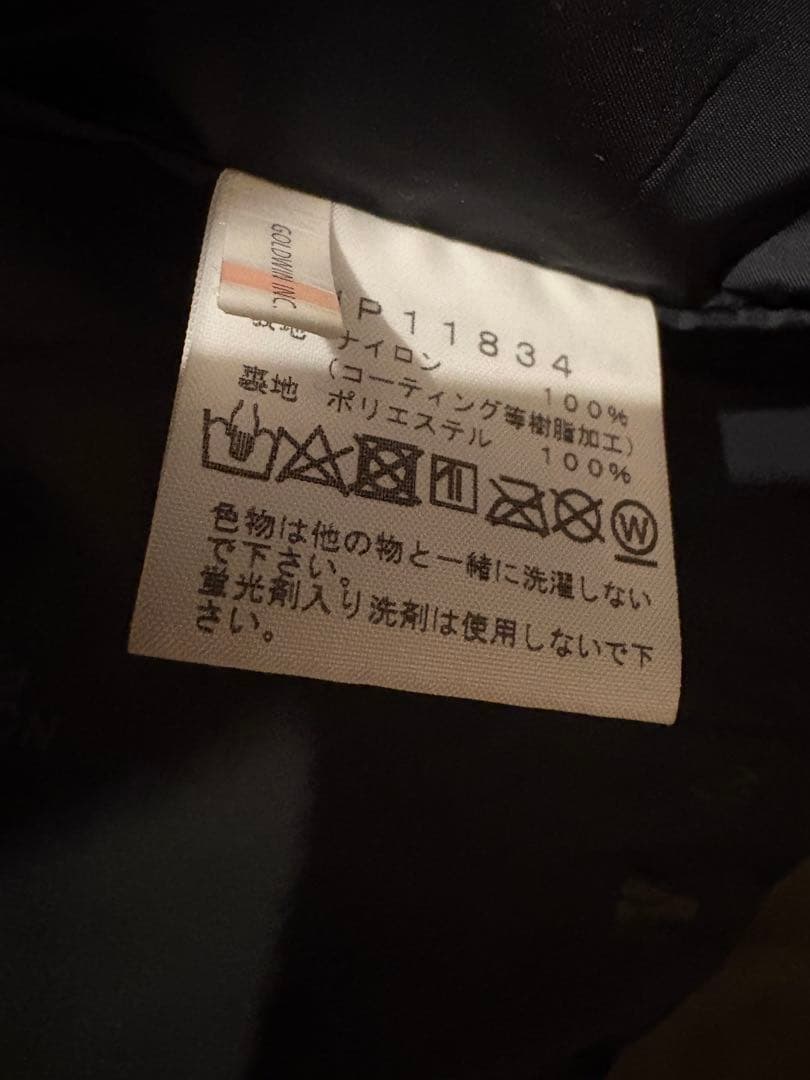 GOLDWIN INC.
P11834
ナイロン 100%
(コーティング等樹脂加工)
裏地 ポリエステル 100%
W
色物は他の物と一緒に洗濯しない
で下さい。
蛍光剤入り洗剤は使用しないで下
さい。